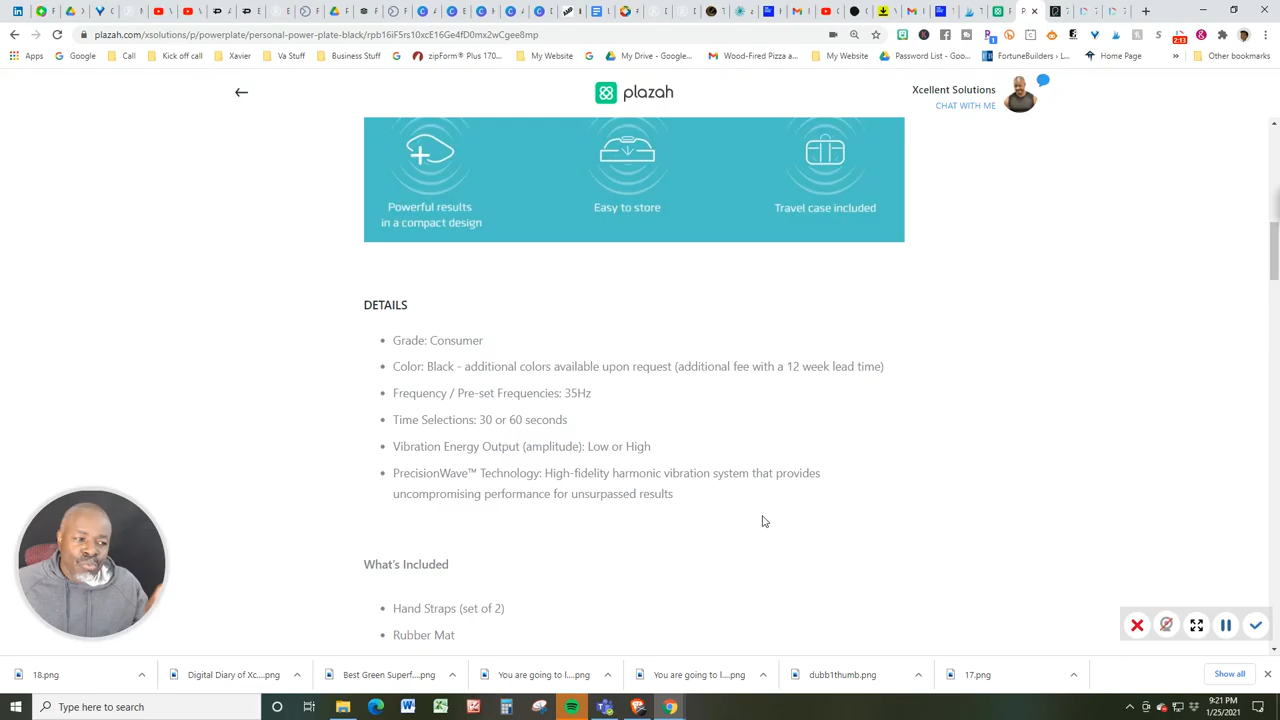 plazah.com/xsolutions/p/powerplate/personal-power-plate-black/rpb16iF5rs10xcE16Ge4fD0mx2wCgee8mp
2:13
Apps Google Call Kick off call Xavier Vstuff Business Stuff zipForm® Plus 170... My Website My Drive - Google... Wood-Fired Pizza a... My Website Password List - Goo... FortuneBuilders › L... Home Page » Other bookmarks
plazah
Xcellent Solutions
CHAT WITH ME
Powerful results
in a compact design
Easy to store
Travel case included
DETAILS
Grade: Consumer
Color: Black - additional colors available upon request (additional fee with a 12 week lead time)
Frequency / Pre-set Frequencies: 35Hz
Time Selections: 30 or 60 seconds
Vibration Energy Output (amplitude): Low or High
PrecisionWave™ Technology: High-fidelity harmonic vibration system that provides
uncompromising performance for unsurpassed results
What's Included
Hand Straps (set of 2)
Rubber Mat
18.png Digital Diary of Xc....png Best Green Superf....png You are going to l....png You are going to l....png dubb1thumb.png 17.png Show all
Type here to search
9:21 PM
1/25/2021